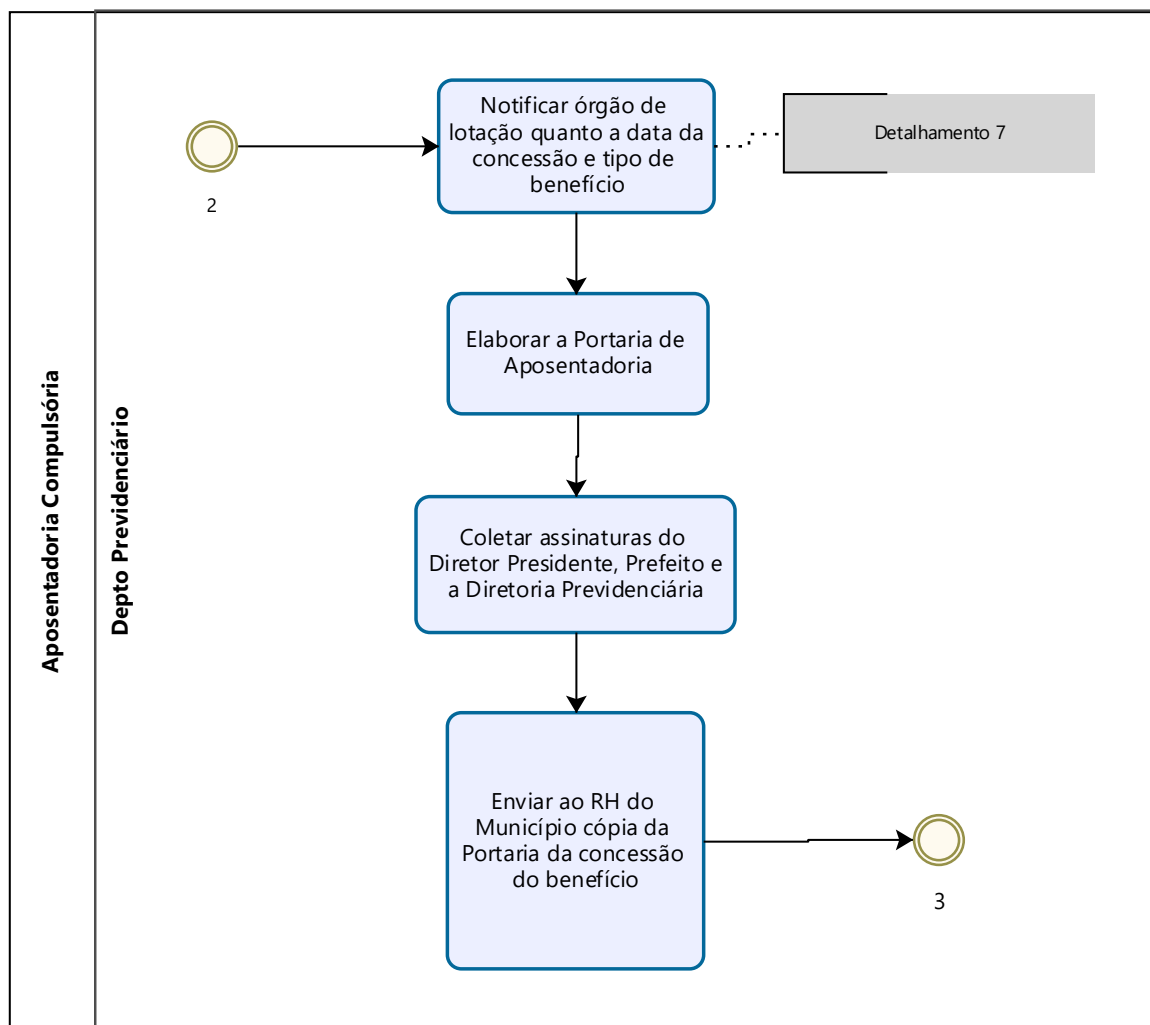 Aposentadoria Compulsória
Depto Previdenciário
2
Notificar órgão de
lotação quanto a data da
concessão e tipo de
benefício
Detalhamento 7
Elaborar a Portaria de
Aposentadoria
Coletar assinaturas do
Diretor Presidente, Prefeito e
a Diretoria Previdenciária
Enviar ao RH do
Município cópia da
Portaria da concessão
do benefício
3